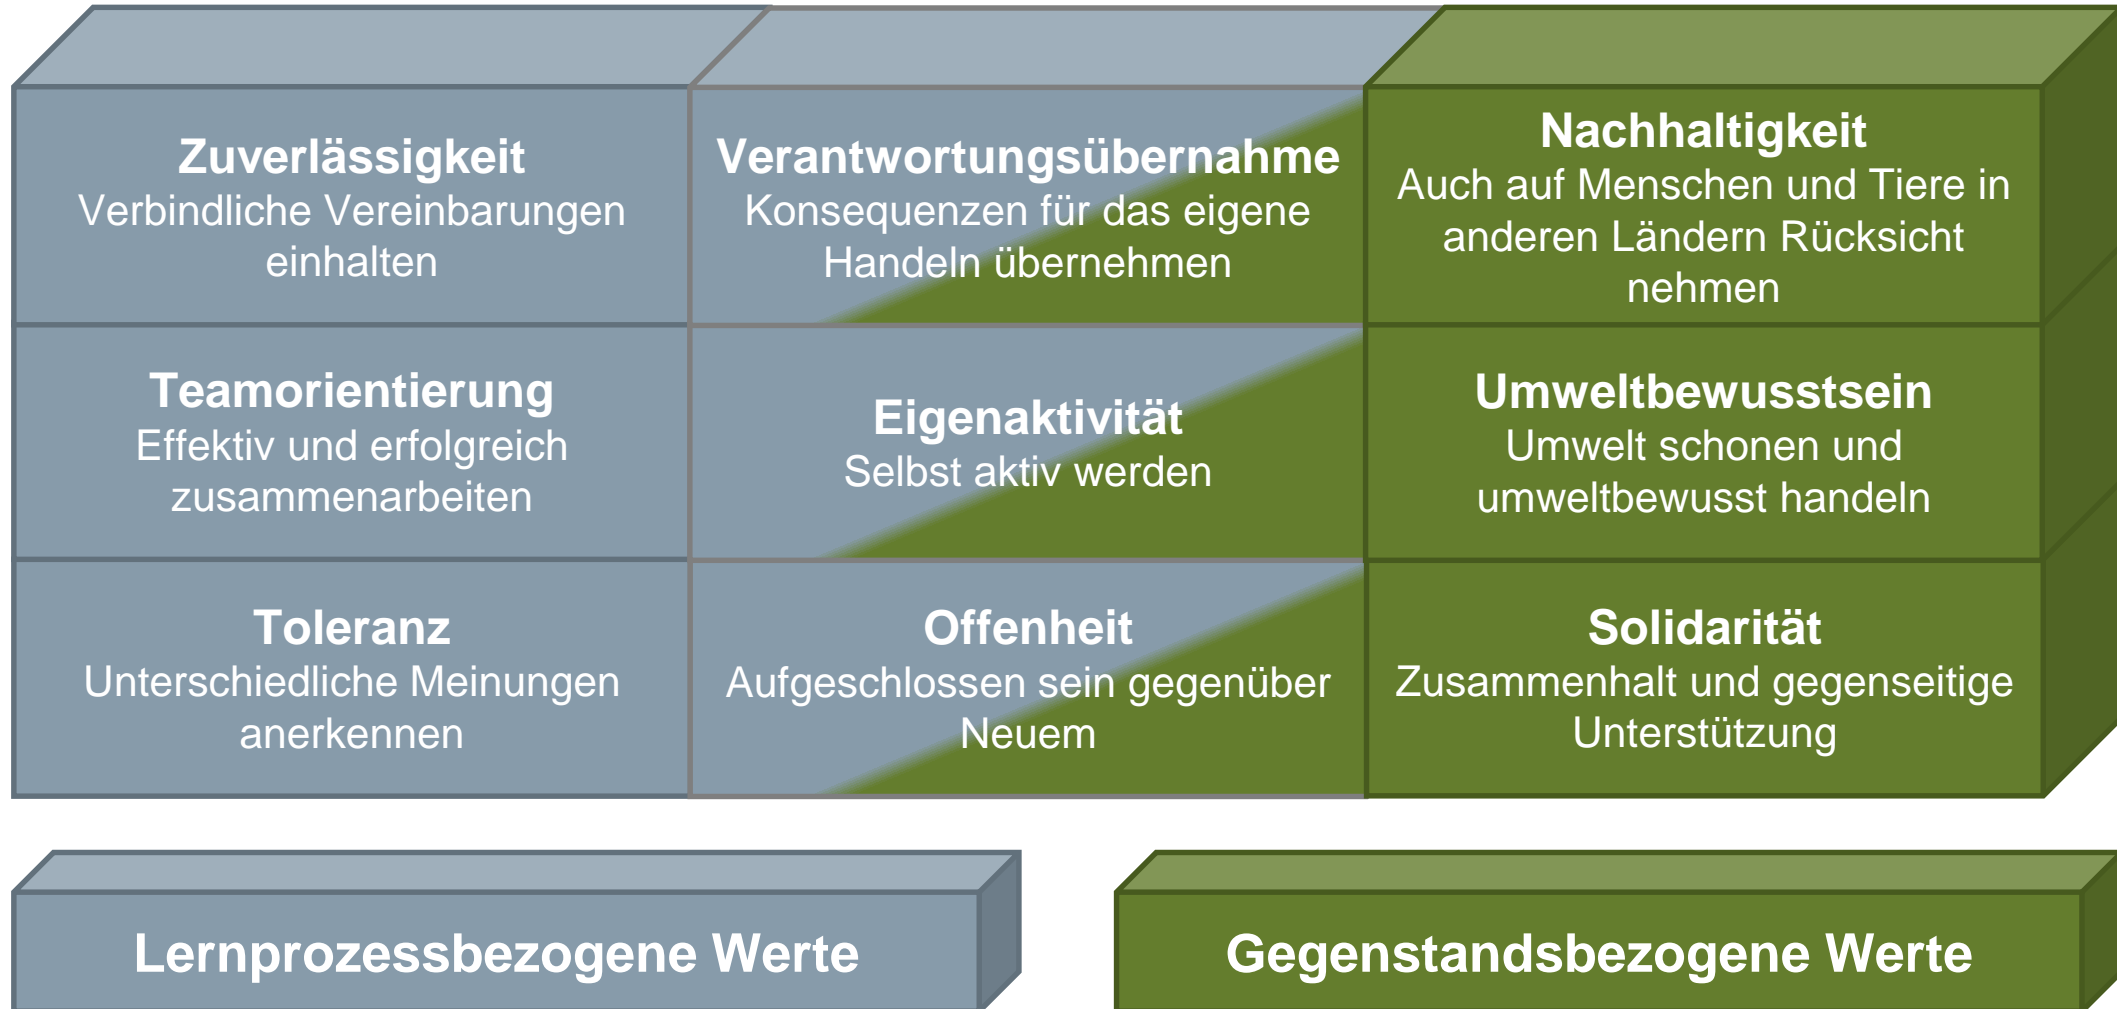 Zuverlässigkeit
Verbindliche Vereinbarungen
einhalten
Verantwortungsübernahme
Konsequenzen für das eigene
Handeln übernehmen
Nachhaltigkeit
Auch auf Menschen und Tiere in
anderen Ländern Rücksicht
nehmen
Teamorientierung
Effektiv und erfolgreich
zusammenarbeiten
Eigenaktivität
Selbst aktiv werden
Umweltbewusstsein
Umwelt schonen und
umweltbewusst handeln
Toleranz
Unterschiedliche Meinungen
anerkennen
Offenheit
Aufgeschlossen sein gegenüber
Neuem
Solidarität
Zusammenhalt und gegenseitige
Unterstützung
Lernprozessbezogene Werte
Gegenstandsbezogene Werte